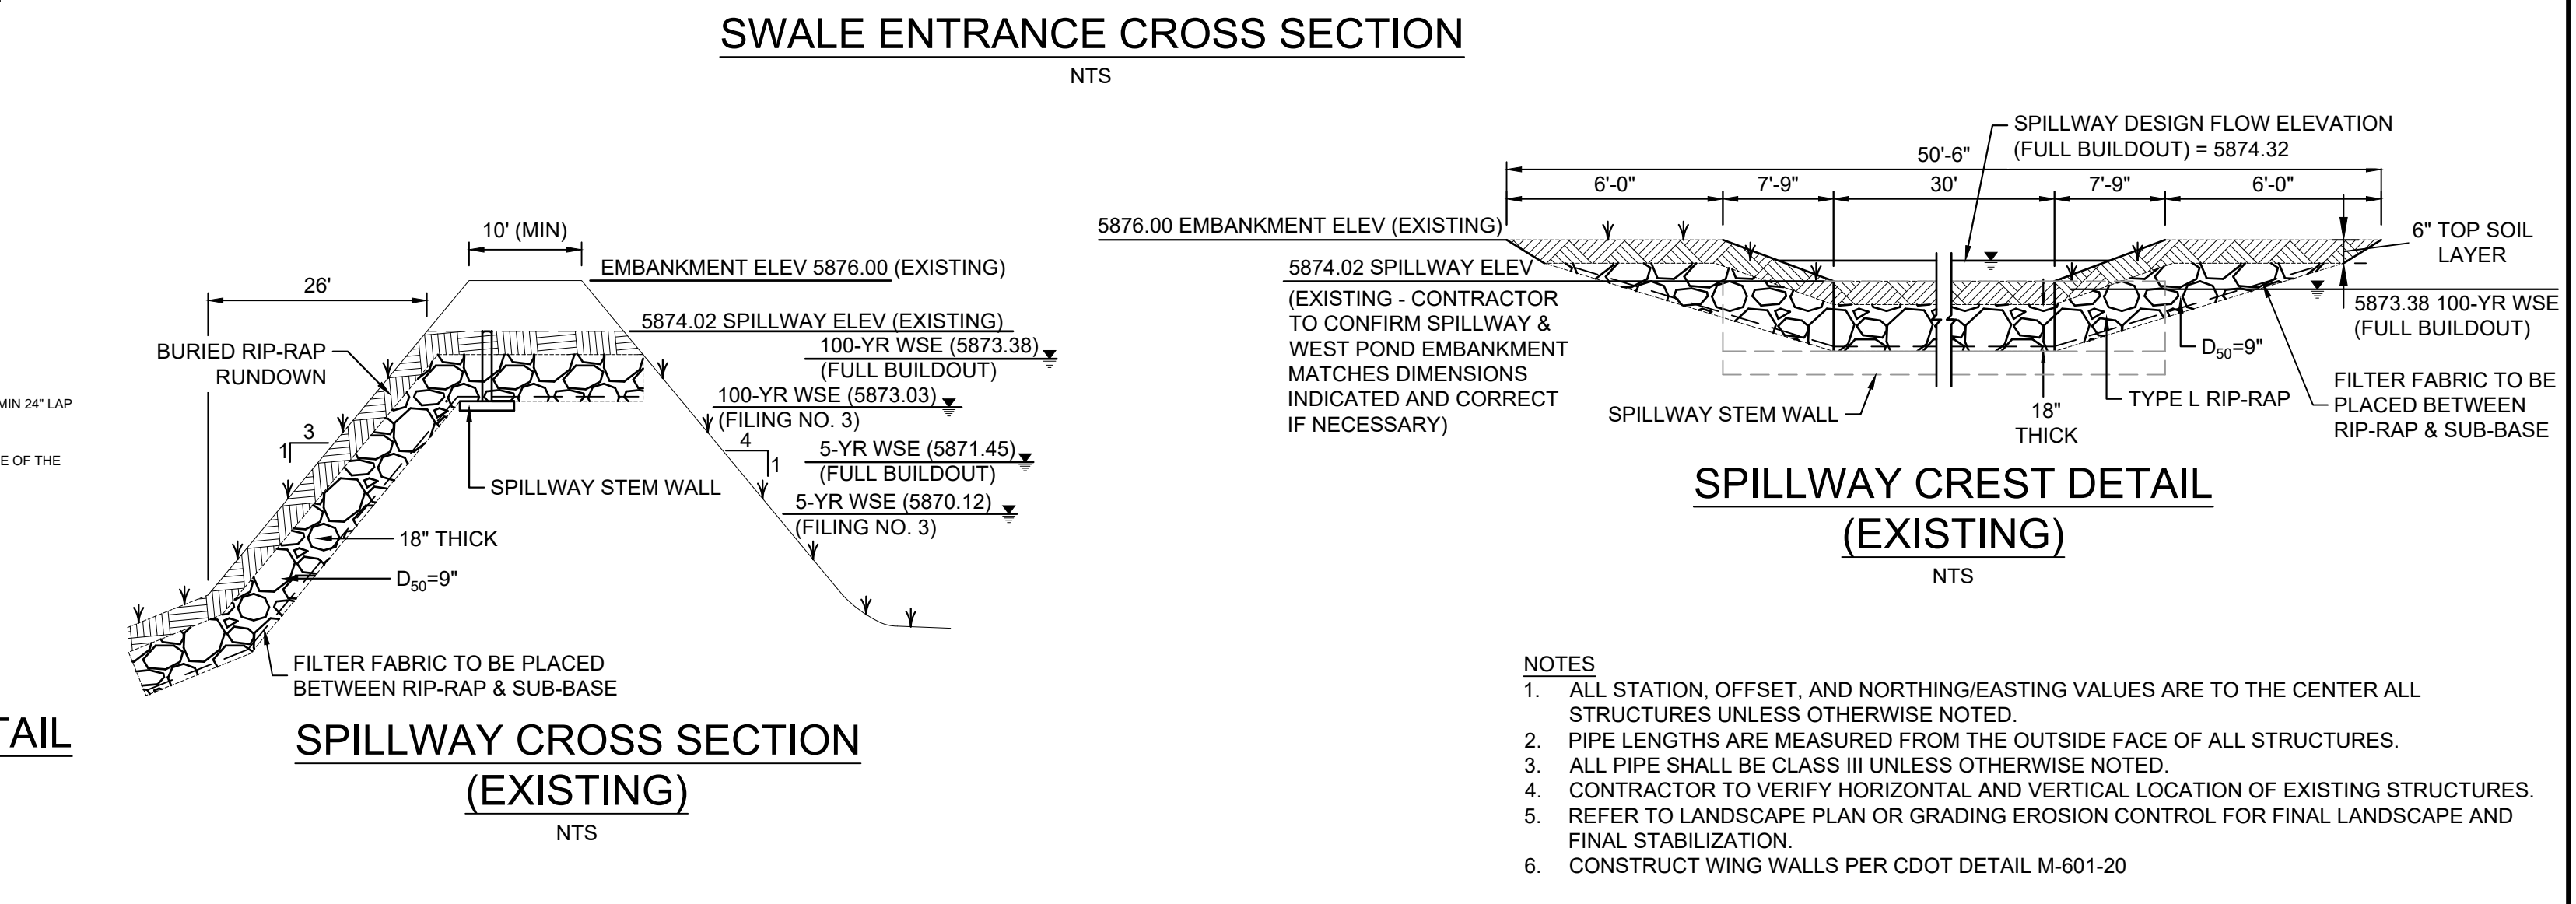 SWALE ENTRANCE CROSS SECTION
NTS
10' (MIN)
EMBANKMENT ELEV 5876.00 (EXISTING)
26'
5874.02 SPILLWAY ELEV (EXISTING)
BURIED RIP-RAP
RUNDOWN
100-YR WSE (5873.38)
(FULL BUILDOUT)
100-YR WSE (5873.03)
(FILING NO. 3)
MIN 24" LAP
3
1
4
1
5-YR WSE (5871.45)
(FULL BUILDOUT)
E OF THE
SPILLWAY STEM WALL
5-YR WSE (5870.12)
(FILING NO. 3)
18" THICK
D50=9"
FILTER FABRIC TO BE PLACED
BETWEEN RIP-RAP & SUB-BASE
TAIL
SPILLWAY CROSS SECTION
(EXISTING)
NTS
SPILLWAY DESIGN FLOW ELEVATION
(FULL BUILDOUT) = 5874.32
50'-6"
6'-0"
7'-9"
30'
7'-9"
6'-0"
5876.00 EMBANKMENT ELEV (EXISTING)
6" TOP SOIL
LAYER
5874.02 SPILLWAY ELEV
(EXISTING - CONTRACTOR
TO CONFIRM SPILLWAY &
WEST POND EMBANKMENT
MATCHES DIMENSIONS
INDICATED AND CORRECT
IF NECESSARY)
5873.38 100-YR WSE
(FULL BUILDOUT)
D50=9"
FILTER FABRIC TO BE
PLACED BETWEEN
RIP-RAP & SUB-BASE
TYPE L RIP-RAP
SPILLWAY STEM WALL
18"
THICK
SPILLWAY CREST DETAIL
(EXISTING)
NTS
NOTES
1. ALL STATION, OFFSET, AND NORTHING/EASTING VALUES ARE TO THE CENTER ALL
STRUCTURES UNLESS OTHERWISE NOTED.
2. PIPE LENGTHS ARE MEASURED FROM THE OUTSIDE FACE OF ALL STRUCTURES.
3. ALL PIPE SHALL BE CLASS III UNLESS OTHERWISE NOTED.
4. CONTRACTOR TO VERIFY HORIZONTAL AND VERTICAL LOCATION OF EXISTING STRUCTURES.
5. REFER TO LANDSCAPE PLAN OR GRADING EROSION CONTROL FOR FINAL LANDSCAPE AND
FINAL STABILIZATION.
6. CONSTRUCT WING WALLS PER CDOT DETAIL M-601-20